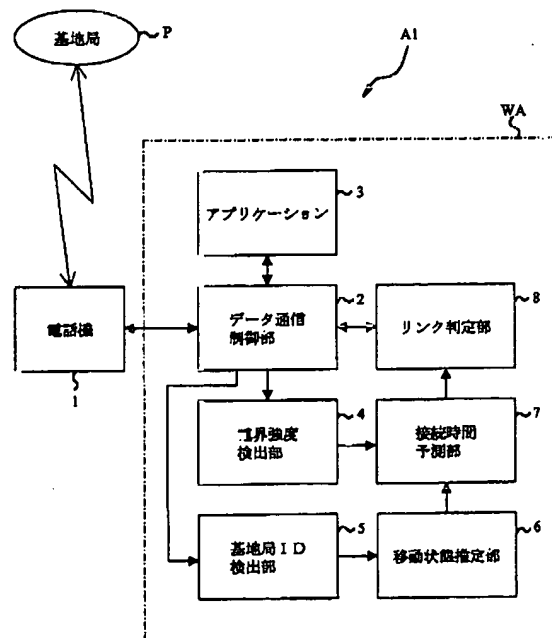 基地局
P
A1
WA
アプリケーション
3
電話機
1
データ通信
制御部
2
リンク判定部
8
電界強度
検出部
4
接続時間
予測部
7
基地局ID
検出部
5
移動状態推定部
6